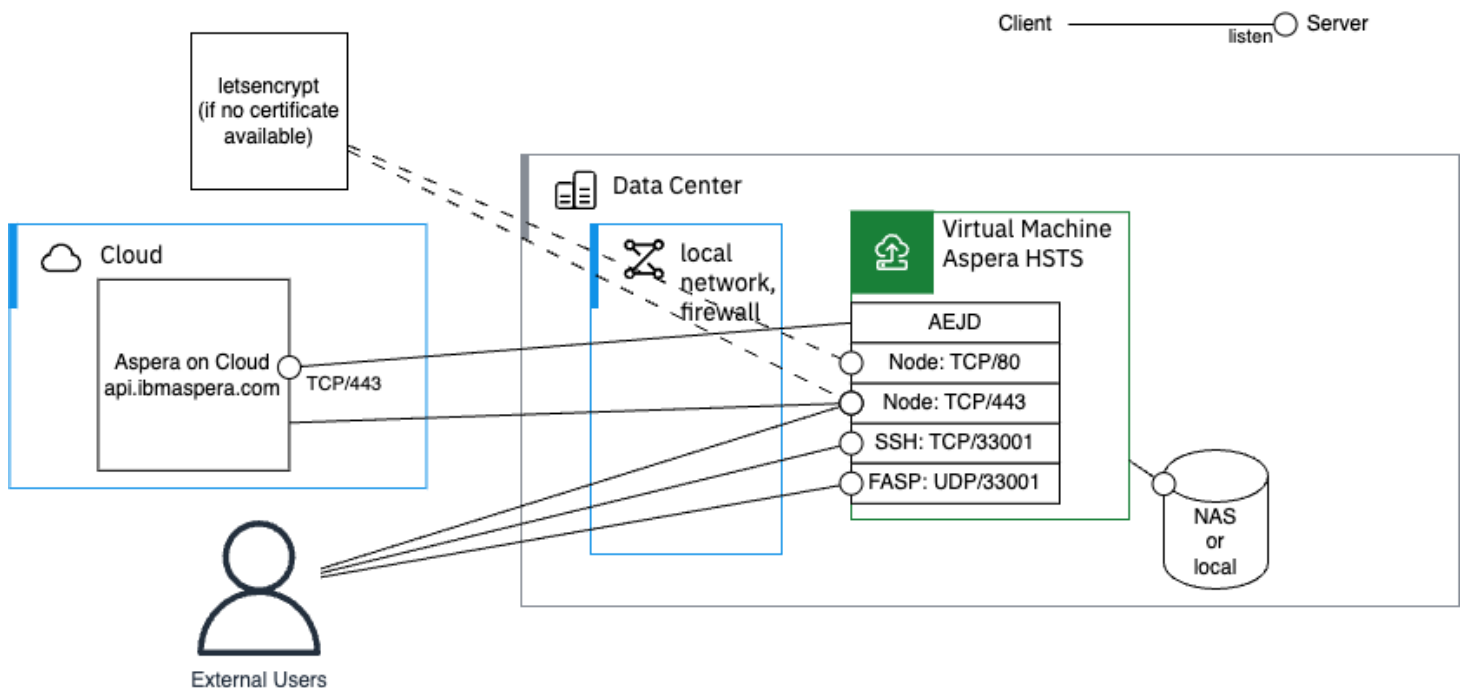 Client
listen
Server
letsencrypt
(if no certificate
available)
Data Center
Cloud
local
network,
firewall
Virtual Machine
Aspera HSTS
Aspera on Cloud
api.ibmaspera.com
TCP/443
AEJD
Node: TCP/80
Node: TCP/443
SSH: TCP/33001
FASP: UDP/33001
NAS
or
local
External Users